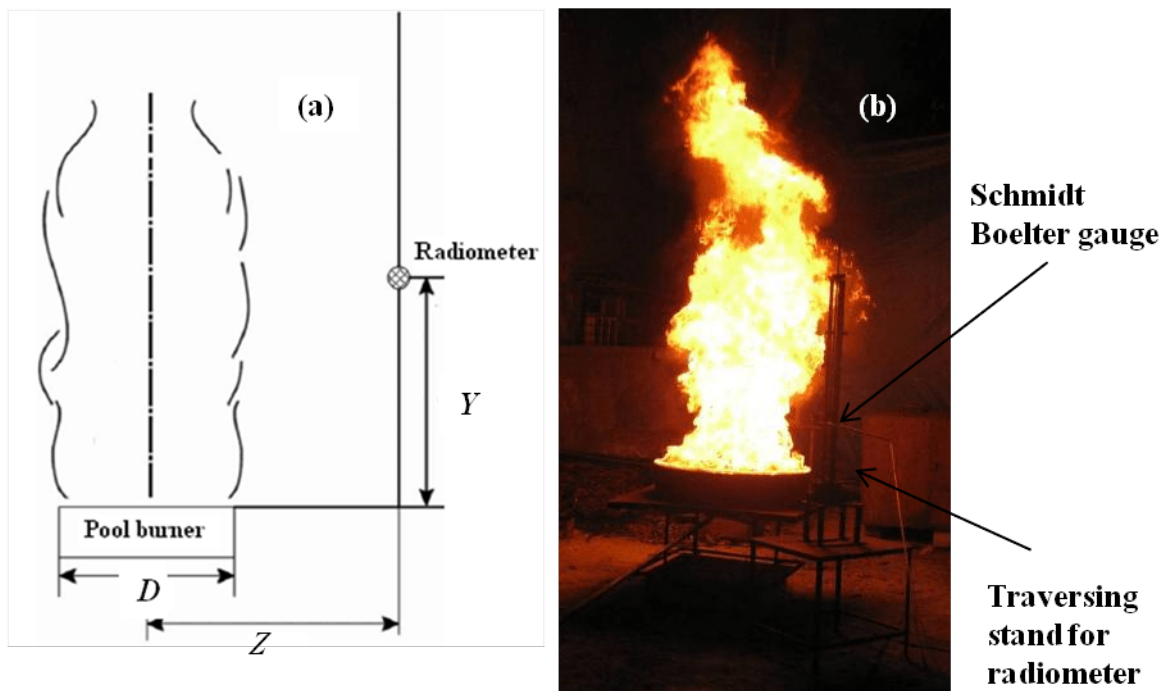 (a)
Radiometer
Y
Pool burner
D
Z
(b)
Schmidt
Boelter gauge
Traversing
stand for
radiometer